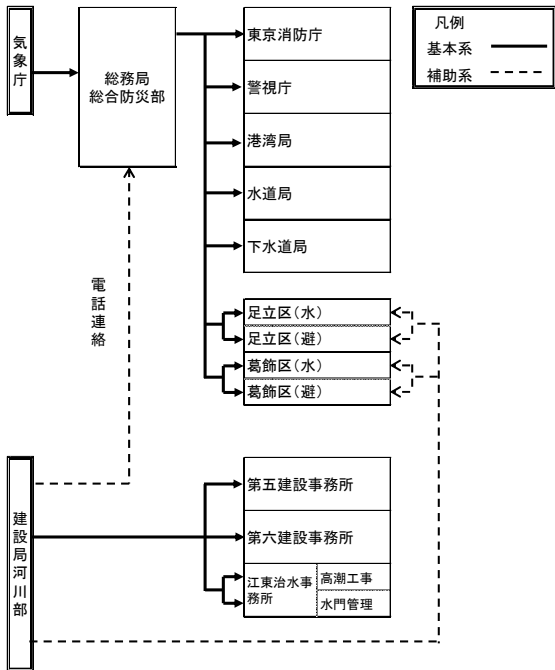 気象庁
総務局
総合防災部
東京消防庁
警視庁
港湾局
水道局
下水道局
足立区（水）
足立区（避）
葛飾区（水）
葛飾区（避）
凡例
基本系
補助系
電話連絡
建設局河川部
第五建設事務所
第六建設事務所
江東治水事
務所
高潮工事
水門管理